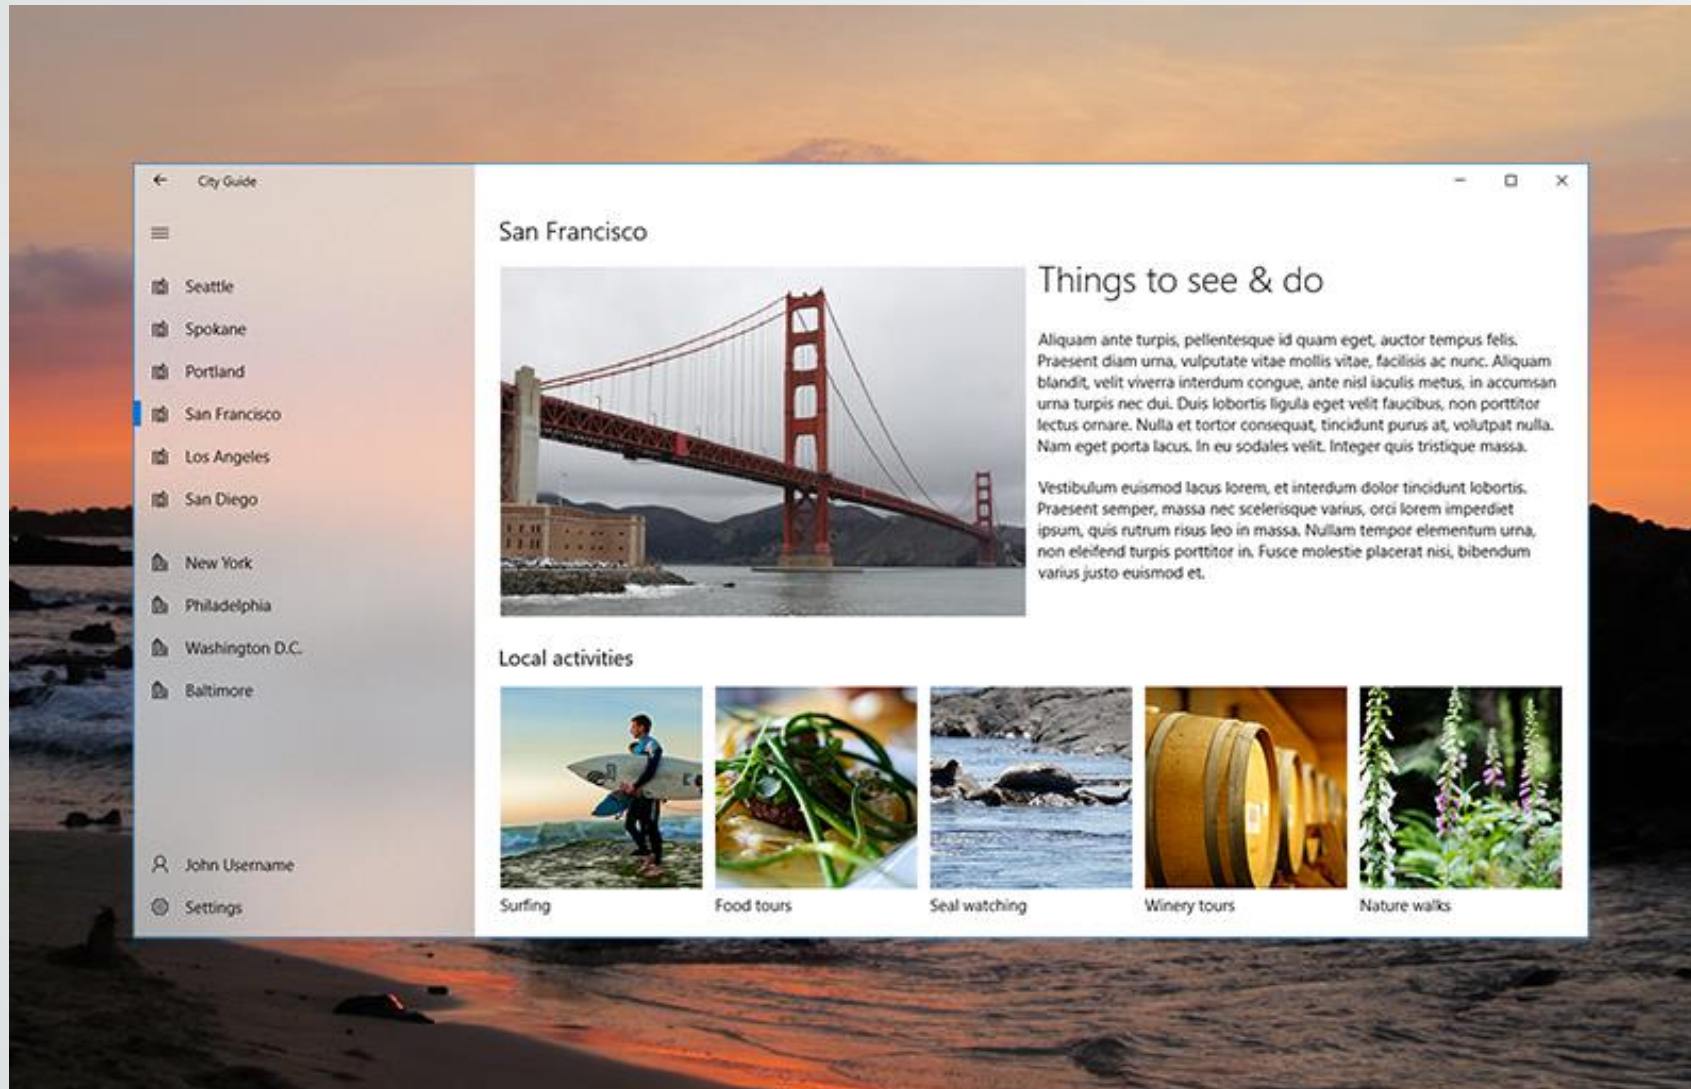 City Guide
Seattle
Spokane
Portland
San Francisco
Los Angeles
San Diego
New York
Philadelphia
Washington D.C.
Baltimore
John Username
Settings
San Francisco
Things to see & do
Aliquam ante turpis, pellentesque id quam eget, auctor tempus felis.
Praesent diam urna, vulputate vitae mollis vitae, facilisis ac nunc. Aliquam
blandit, velit viverra interdum congue, ante nisl iaculis metus, in accumsan
urna turpis nec dui. Duis lobortis ligula eget velit faucibus, non porttitor
lectus ornare. Nulla et tortor consequat, tincidunt purus at, volutpat nulla.
Nam eget porta lacus. In eu sodales velit. Integer quis tristique massa.
Vestibulum euismod lacus lorem, et interdum dolor tincidunt lobortis.
Praesent semper, massa nec scelerisque varius, orci lorem imperdiet
ipsum, quis rutrum risus leo in massa. Nullam tempor elementum urna,
non eleifend turpis porttitor in. Fusce molestie placerat nisi, bibendum
varius justo euismod et.
Local activities
Surfing
Food tours
Seal watching
Winery tours
Nature walks